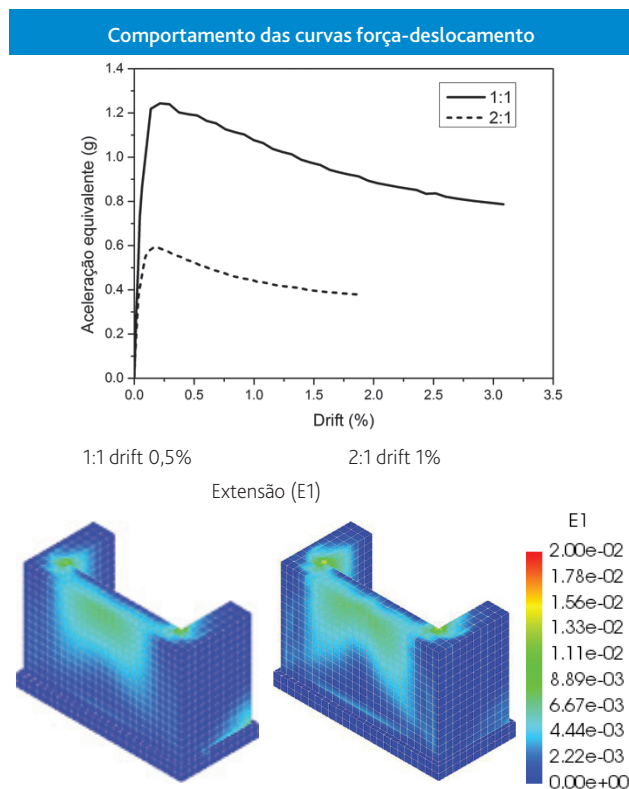 Comportamento das curvas força-deslocamento
1.4
1.2
1.0
0.8
0.6
0.4
0.2
0.0
Aceleração equivalente (g)
1:1
2:1
0.0 0.5 1.0 1.5 2.0 2.5 3.0 3.5
Drift (%)
1:1 drift 0,5% 2:1 drift 1%
Extensão (E1)
E1
2.00e-02
1.78e-02
1.56e-02
1.33e-02
1.11e-02
8.89e-03
6.67e-03
4.44e-03
2.22e-03
0.00e+00